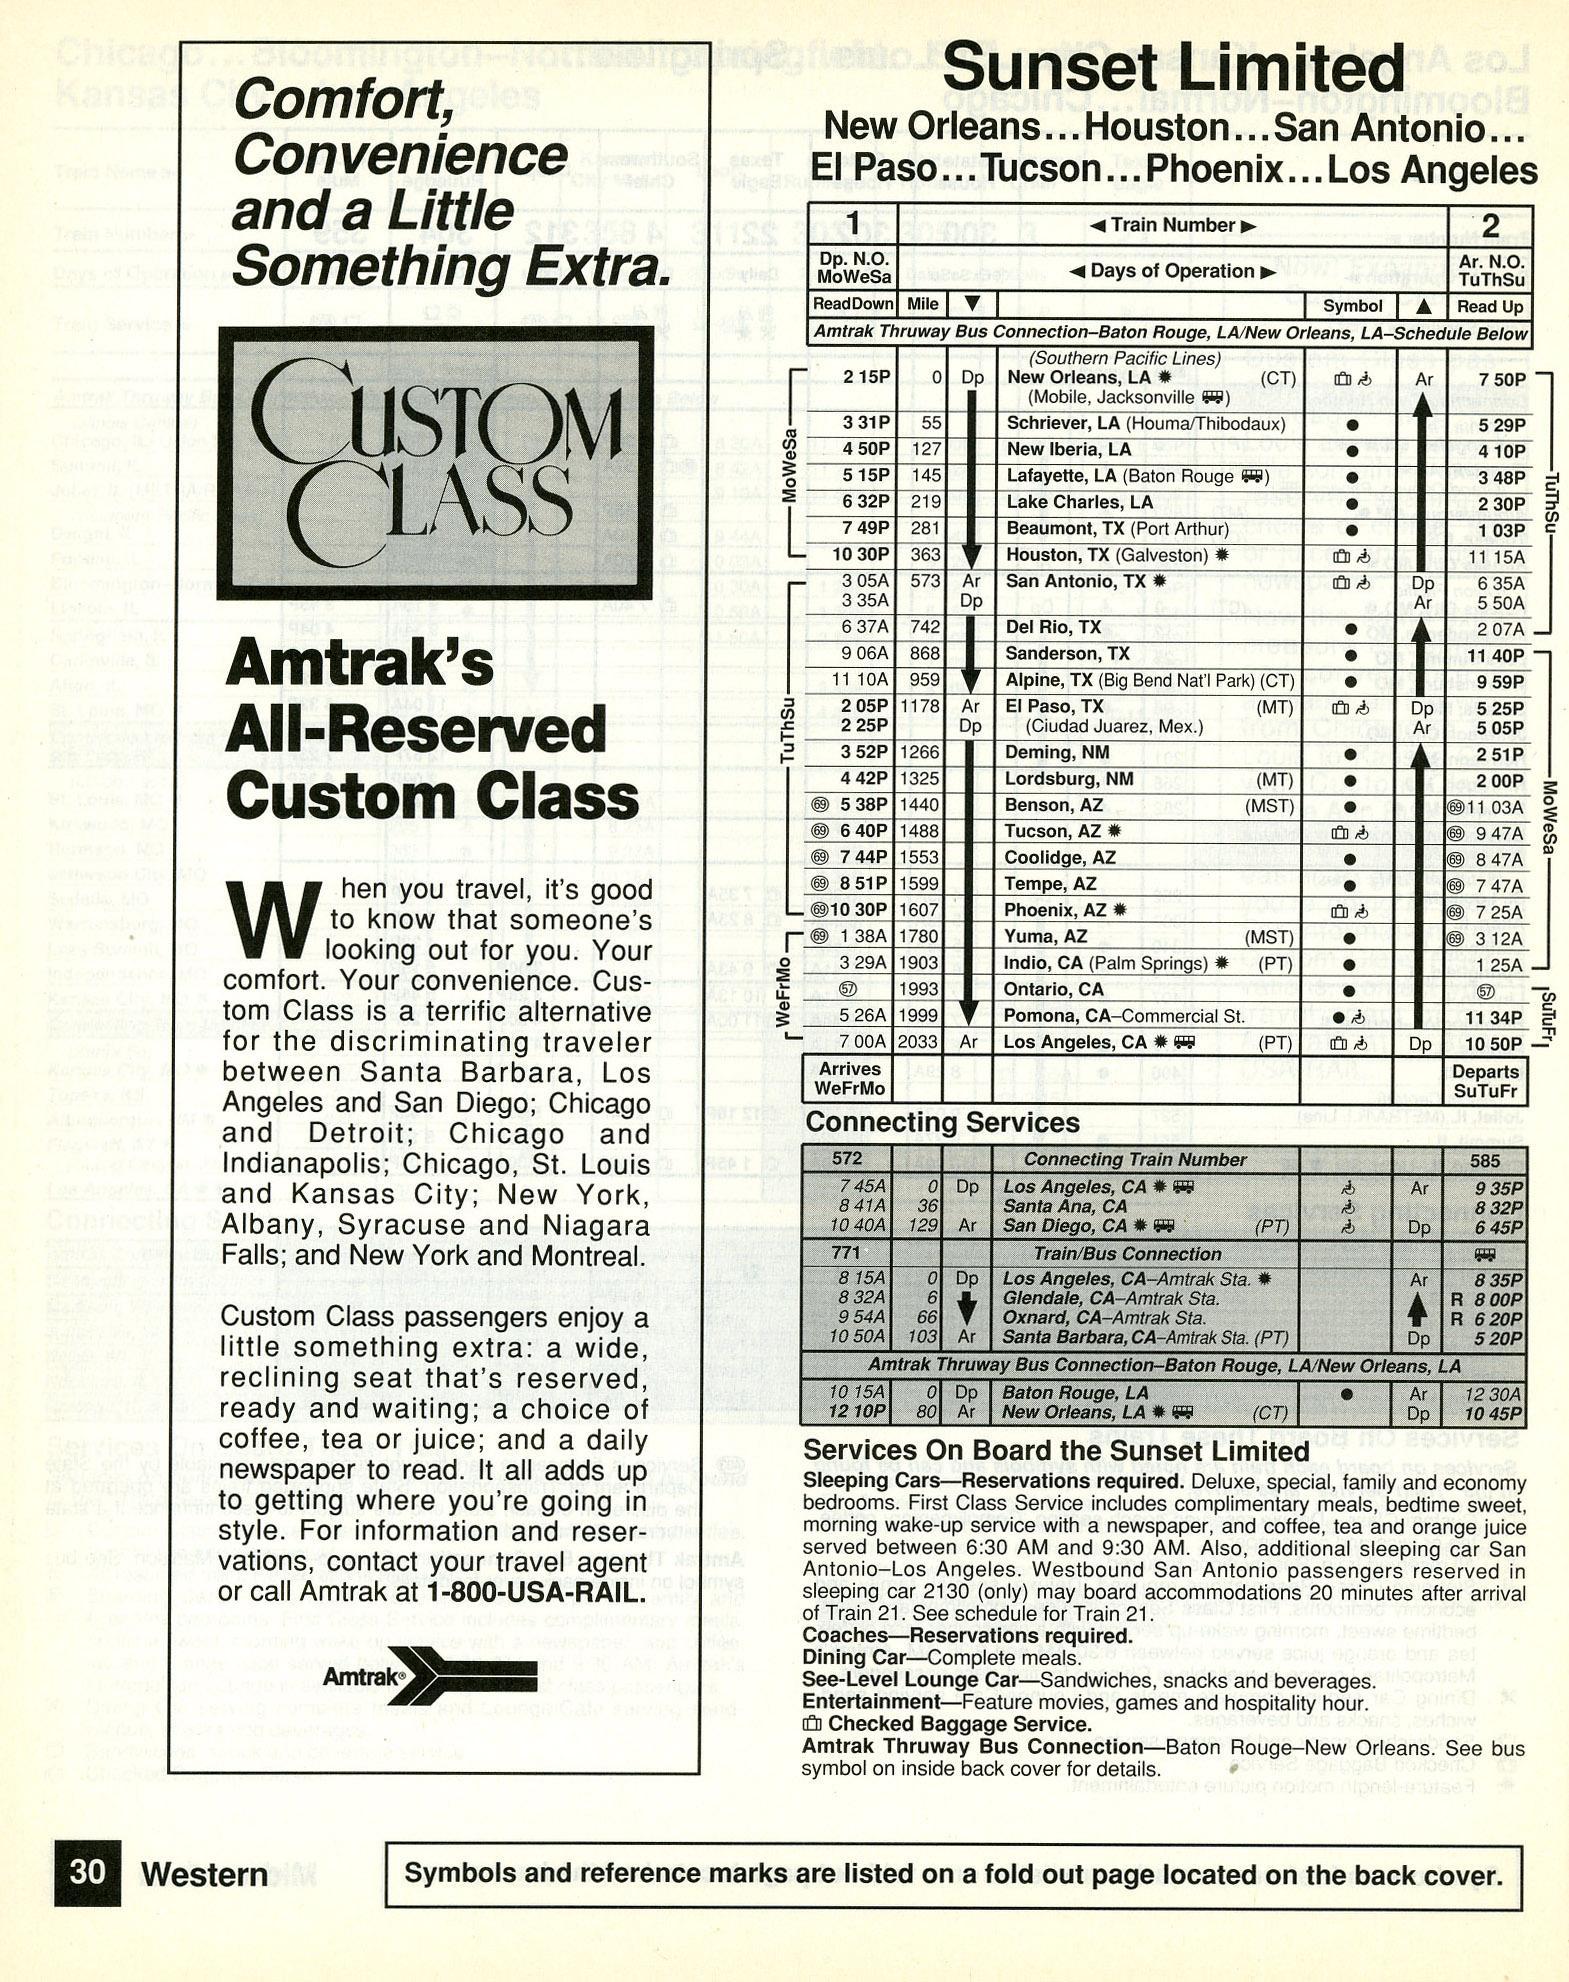 Comfort,
Convenience
and a Little
Something Extra.
CUSTOM
CLASS
Amtrak's
All-Reserved
Custom Class
When you travel, it's good
to know that someone's
looking out for you. Your
comfort. Your convenience. Cus-
tom Class is a terrific alternative
for the discriminating traveler
between Santa Barbara, Los
Angeles and San Diego; Chicago
and Detroit; Chicago and
Indianapolis; Chicago, St. Louis
and Kansas City; New York,
Albany, Syracuse and Niagara
Falls; and New York and Montreal.
Custom Class passengers enjoy a
little something extra: a wide,
reclining seat that's reserved,
ready and waiting; a choice of
coffee, tea or juice; and a daily
newspaper to read. It all adds up
to getting where you're going in
style. For information and reser-
vations, contact your travel agent
or call Amtrak at 1-800-USA-RAIL.
Amtrak®
Sunset Limited
New Orleans...Houston...San Antonio...
El Paso...Tucson...Phoenix...Los Angeles
1 ◄ Train Number ► 2
Dp. N.O. MoWeSa ◄ Days of Operation ► Ar. N.O. TuThSu
Read Down Mile ▼ Symbol ▲ Read Up
Amtrak Thruway Bus Connection–Baton Rouge, LA/New Orleans, LA–Schedule Below
(Southern Pacific Lines)
2 15P 0 Dp New Orleans, LA (CT) Ar 7 50P
(Mobile, Jacksonville)
3 31P 55 Schriever, LA (Houma/Thibodaux) ● 5 29P
4 50P 127 New Iberia, LA ● 4 10P
5 15P 145 Lafayette, LA (Baton Rouge) ● 3 48P
6 32P 219 Lake Charles, LA ● 2 30P
7 49P 281 Beaumont, TX (Port Arthur) ● 1 03P
10 30P 363 Houston, TX (Galveston) 11 15A
3 05A 573 Ar San Antonio, TX Dp 6 35A
3 35A Dp Ar 5 50A
6 37A 742 Del Rio, TX ● 2 07A
9 06A 868 Sanderson, TX ● 11 40P
11 10A 959 Alpine, TX (Big Bend Nat'l Park) (CT) ● 9 59P
2 05P 1178 Ar El Paso, TX (MT) Dp 5 25P
2 25P Dp (Ciudad Juarez, Mex.) Ar 5 05P
3 52P 1266 Deming, NM ● 2 51P
4 42P 1325 Lordsburg, NM (MT) ● 2 00P
69 5 38P 1440 Benson, AZ (MST) ● 69 11 03A
69 6 40P 1488 Tucson, AZ 69 9 47A
69 7 44P 1553 Coolidge, AZ ● 69 8 47A
69 8 51P 1599 Tempe, AZ ● 69 7 47A
69 10 30P 1607 Phoenix, AZ 69 7 25A
69 1 38A 1780 Yuma, AZ (MST) ● 69 3 12A
3 29A 1903 Indio, CA (Palm Springs) (PT) ● 1 25A
57 1993 Ontario, CA ● 57
5 26A 1999 Pomona, CA–Commercial St. ● 11 34P
7 00A 2033 Ar Los Angeles, CA (PT) Dp 10 50P
Arrives WeFrMo Departs SuTuFr
MoWeSa
TuThSu
WeFrMo
TuThSu
MoWeSa
SuTuFr
Connecting Services
572 Connecting Train Number 585
7 45A 0 Dp Los Angeles, CA Ar 9 35P
8 41A 36 Santa Ana, CA 8 32P
10 40A 129 Ar San Diego, CA (PT) Dp 6 45P
771 Train/Bus Connection
8 15A 0 Dp Los Angeles, CA–Amtrak Sta. Ar 8 35P
8 32A 6 Glendale, CA–Amtrak Sta. R 8 00P
9 54A 66 Oxnard, CA–Amtrak Sta. R 6 20P
10 50A 103 Ar Santa Barbara, CA–Amtrak Sta. (PT) Dp 5 20P
Amtrak Thruway Bus Connection–Baton Rouge, LA/New Orleans, LA
10 15A 0 Dp Baton Rouge, LA ● Ar 12 30A
12 10P 80 Ar New Orleans, LA (CT) Dp 10 45P
Services On Board the Sunset Limited
Sleeping Cars—Reservations required. Deluxe, special, family, and economy
bedrooms. First Class Service includes complimentary meals, bedtime sweet,
morning wake-up service with a newspaper, and coffee, tea and orange juice
served between 6:30 AM and 9:30 AM. Also, additional sleeping car San
Antonio–Los Angeles. Westbound San Antonio passengers reserved in
sleeping car 2130 (only) may board accommodations 20 minutes after arrival
of Train 21. See schedule for Train 21.
Coaches—Reservations required.
Dining Car—Complete meals.
See-Level Lounge Car—Sandwiches, snacks and beverages.
Entertainment—Feature movies, games and hospitality hour.
Checked Baggage Service.
Amtrak Thruway Bus Connection—Baton Rouge–New Orleans. See bus
symbol on inside back cover for details.
30 Western
Symbols and reference marks are listed on a fold out page located on the back cover.